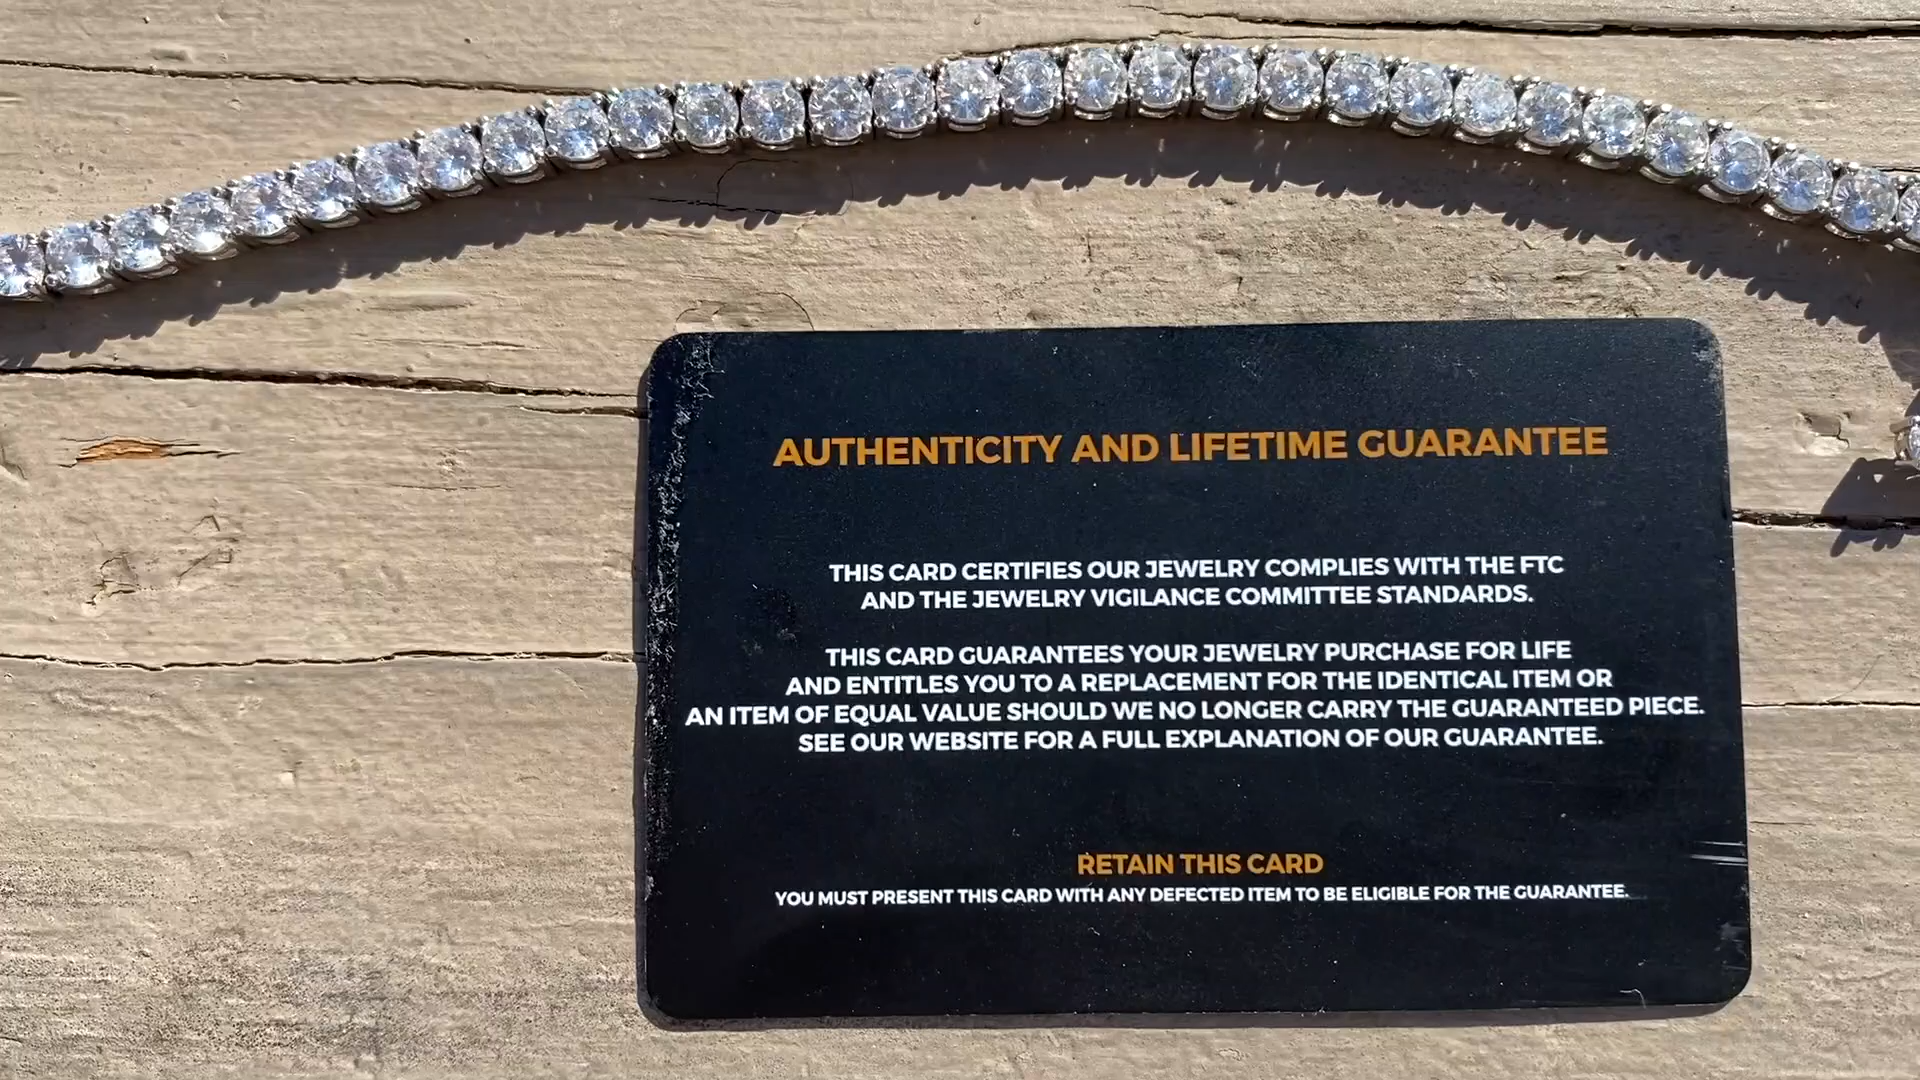 AUTHENTICITY AND LIFETIME GUARANTEE
THIS CARD CERTIFIES OUR JEWELRY COMPLIES WITH THE FTC
AND THE JEWELRY VIGILANCE COMMITTEE STANDARDS.
THIS CARD GUARANTEES YOUR JEWELRY PURCHASE FOR LIFE
AND ENTITLES YOU TO A REPLACEMENT FOR THE IDENTICAL ITEM OR
AN ITEM OF EQUAL VALUE SHOULD WE NO LONGER CARRY THE GUARANTEED PIECE.
SEE OUR WEBSITE FOR A FULL EXPLANATION OF OUR GUARANTEE.
RETAIN THIS CARD
YOU MUST PRESENT THIS CARD WITH ANY DEFECTED ITEM TO BE ELIGIBLE FOR THE GUARANTEE.